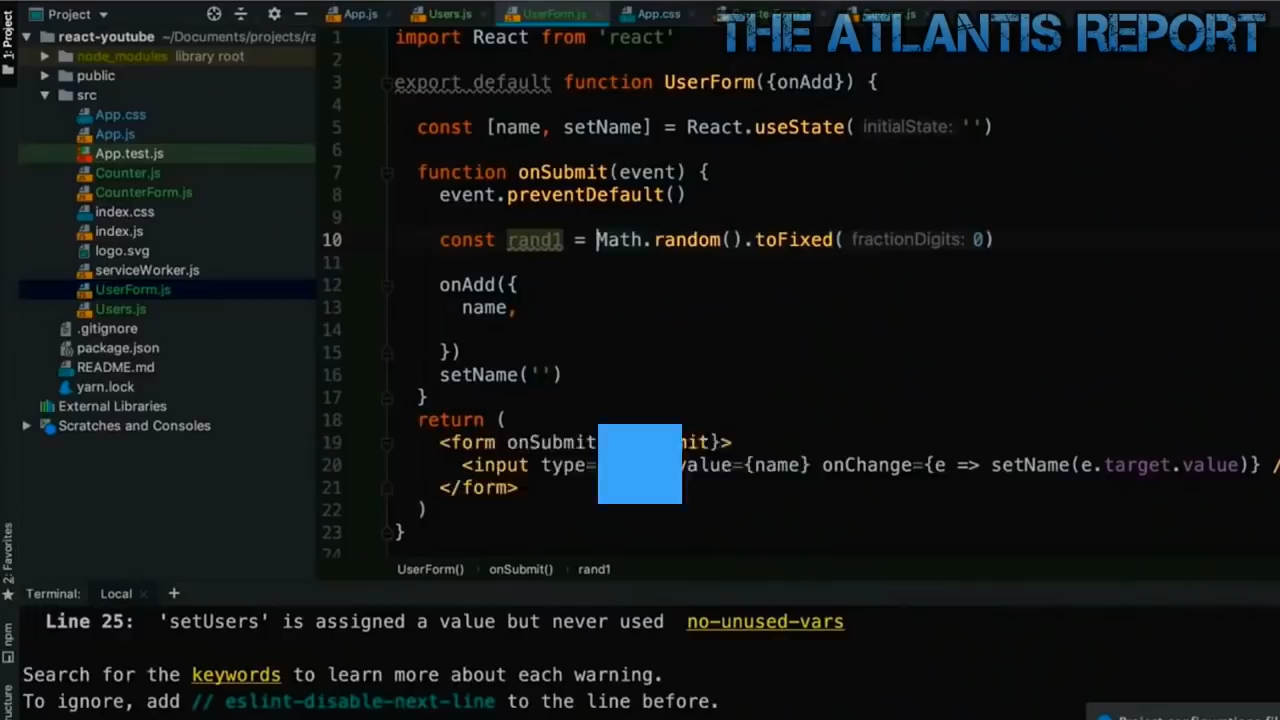 Project
App.js
Users.js
UserForm.js
App.css
THE ATLANTIS REPORT
1: Project
react-youtube ~/Documents/projects/ra
node_modules library root
public
src
App.css
App.js
App.test.js
Counter.js
CounterForm.js
index.css
index.js
logo.svg
serviceWorker.js
UserForm.js
Users.js
.gitignore
package.json
README.md
yarn.lock
External Libraries
Scratches and Consoles
1 import React from 'react'
2
3 export default function UserForm({onAdd}) {
4
5 const [name, setName] = React.useState( initialState: '')
6
7 function onSubmit(event) {
8 event.preventDefault()
9
10 const rand1 = Math.random().toFixed( fractionDigits: 0)
11
12 onAdd({
13 name,
14
15 })
16 setName('')
17 }
18 return (
19 <form onSubmit mit}>
20 <input type= value={name} onChange={e => setName(e.target.value)} /
21 </form>
22 )
23 }
24
UserForm() onSubmit() rand1
2: Favorites
npm
Terminal: Local × +
Line 25: 'setUsers' is assigned a value but never used no-unused-vars
Search for the keywords to learn more about each warning.
To ignore, add // eslint-disable-next-line to the line before.